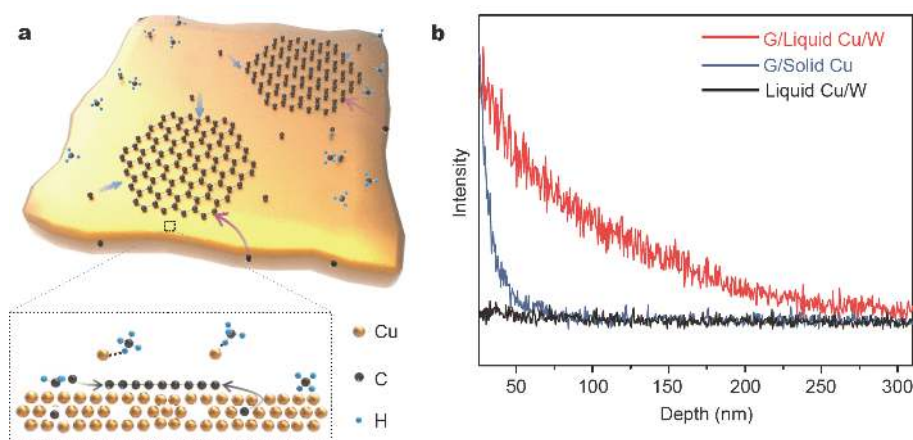 a
Cu
C
H
b
G/Liquid Cu/W
G/Solid Cu
Liquid Cu/W
Intensity
50
100
150
200
250
300
Depth (nm)